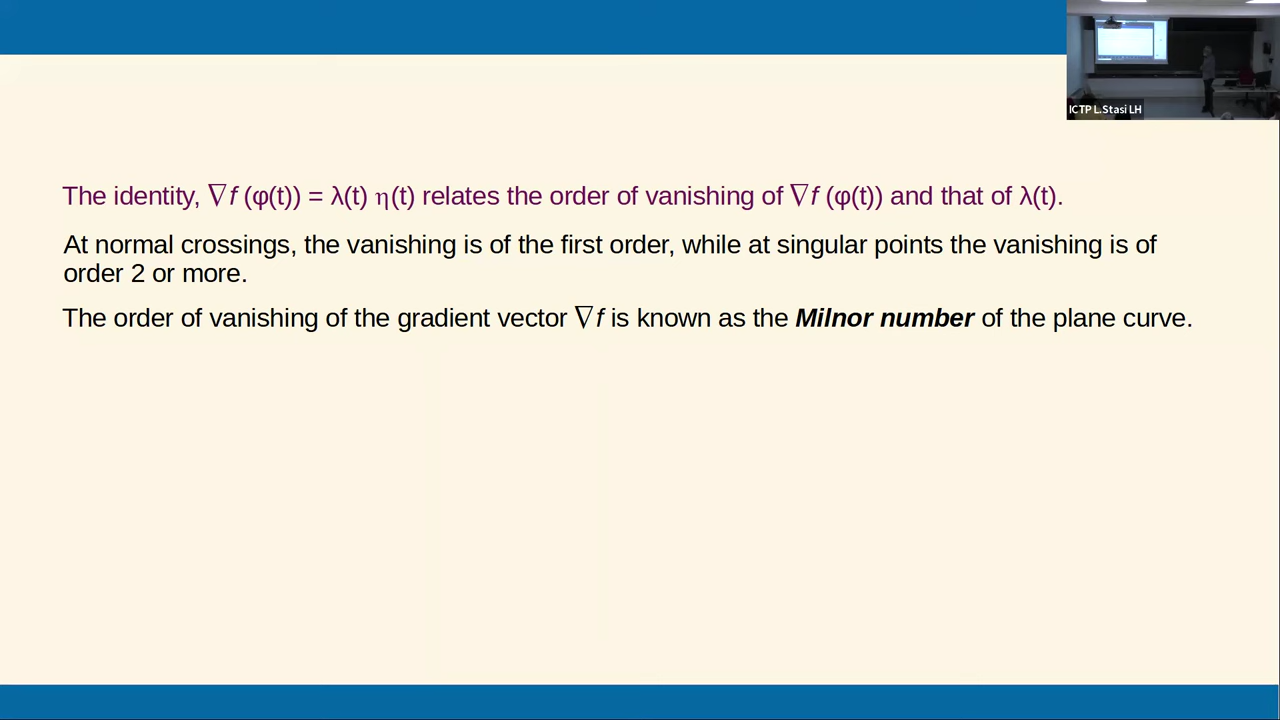 ICTP L.Stasi LH
The identity, ∇f (φ(t)) = λ(t) η(t) relates the order of vanishing of ∇f (φ(t)) and that of λ(t).
At normal crossings, the vanishing is of the first order, while at singular points the vanishing is of
order 2 or more.
The order of vanishing of the gradient vector ∇f is known as the Milnor number of the plane curve.